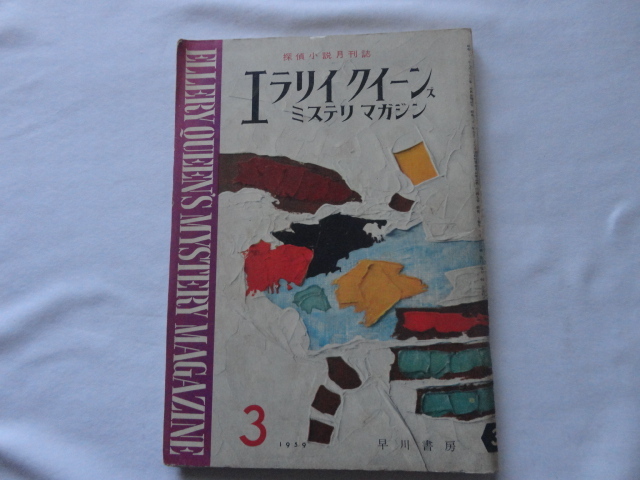 探偵小説月刊誌
エラリイ クイーンズ
ミステリ マガジン
ELLERY QUEEN'S MYSTERY MAGAZINE
3
1959
早川書房